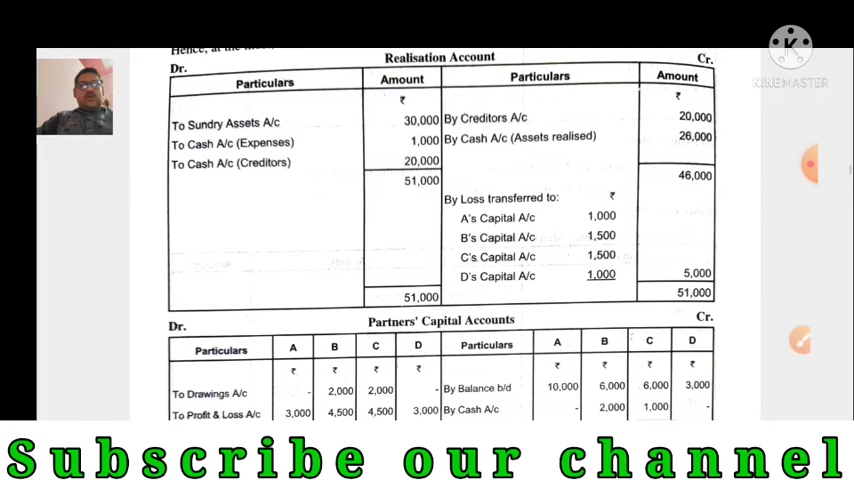 Hence, at the
Realisation Account
Dr. Cr.
Particulars Amount Particulars Amount
₹ ₹
To Sundry Assets A/c 30,000 By Creditors A/c 20,000
To Cash A/c (Expenses) 1,000 By Cash A/c (Assets realised) 26,000
To Cash A/c (Creditors) 20,000
51,000 46,000
By Loss transferred to: ₹
A's Capital A/c 1,000
B's Capital A/c 1,500
C's Capital A/c 1,500
D's Capital A/c 1,000 5,000
51,000 51,000
Dr. Partners' Capital Accounts Cr.
Particulars A B C D Particulars A B C D
₹ ₹ ₹ ₹ ₹ ₹ ₹ ₹
To Drawings A/c - 2,000 2,000 - By Balance b/d 10,000 6,000 6,000 3,000
To Profit & Loss A/c 3,000 4,500 4,500 3,000 By Cash A/c - 2,000 1,000 -
K
KINEMASTER
Subscribe our channel